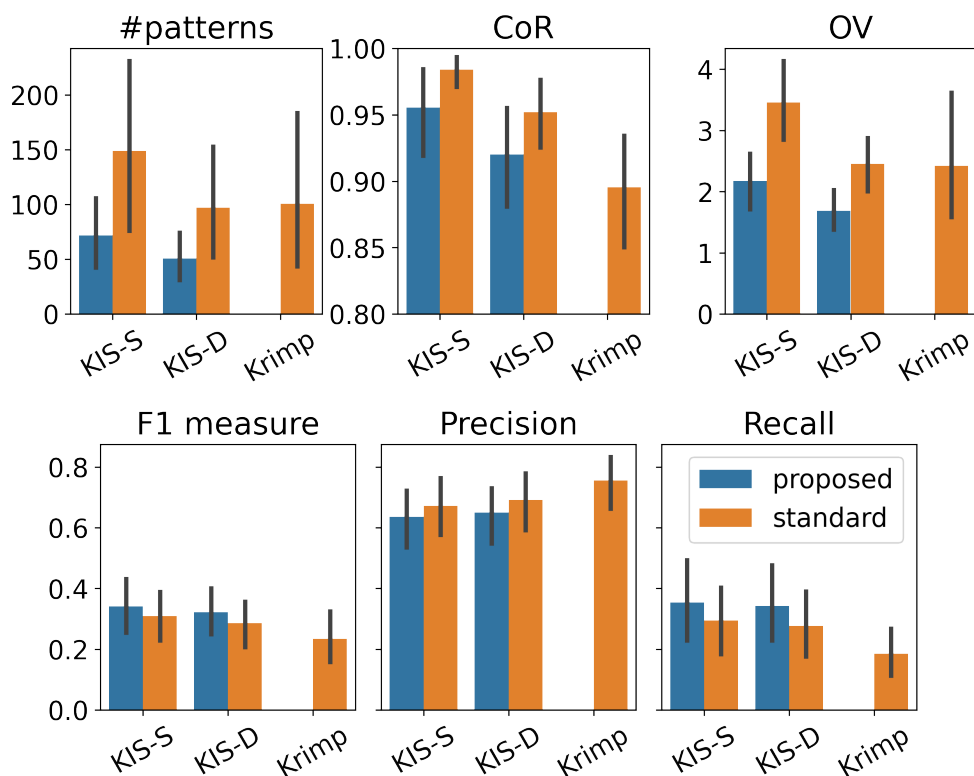 #patterns
CoR
OV
200
150
100
50
0
1.00
0.95
0.90
0.85
0.80
4
3
2
1
0
KIS-S
KIS-D
Krimp
KIS-S
KIS-D
Krimp
KIS-S
KIS-D
Krimp
F1 measure
Precision
Recall
0.8
0.6
0.4
0.2
0.0
proposed
standard
KIS-S
KIS-D
Krimp
KIS-S
KIS-D
Krimp
KIS-S
KIS-D
Krimp